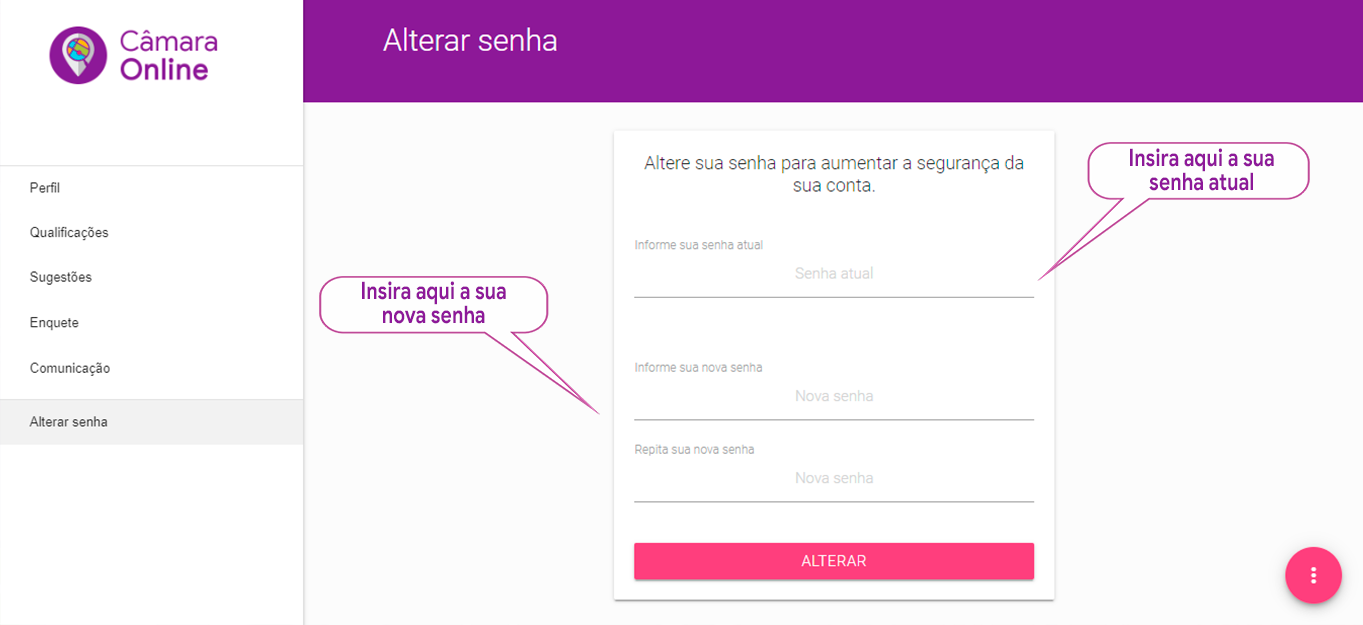 Câmara
Online
Alterar senha
Perfil
Qualificações
Sugestões
Enquete
Comunicação
Alterar senha
Altere sua senha para aumentar a segurança da
sua conta.
Insira aqui a sua
senha atual
Informe sua senha atual
Senha atual
Insira aqui a sua
nova senha
Informe sua nova senha
Nova senha
Repita sua nova senha
Nova senha
ALTERAR